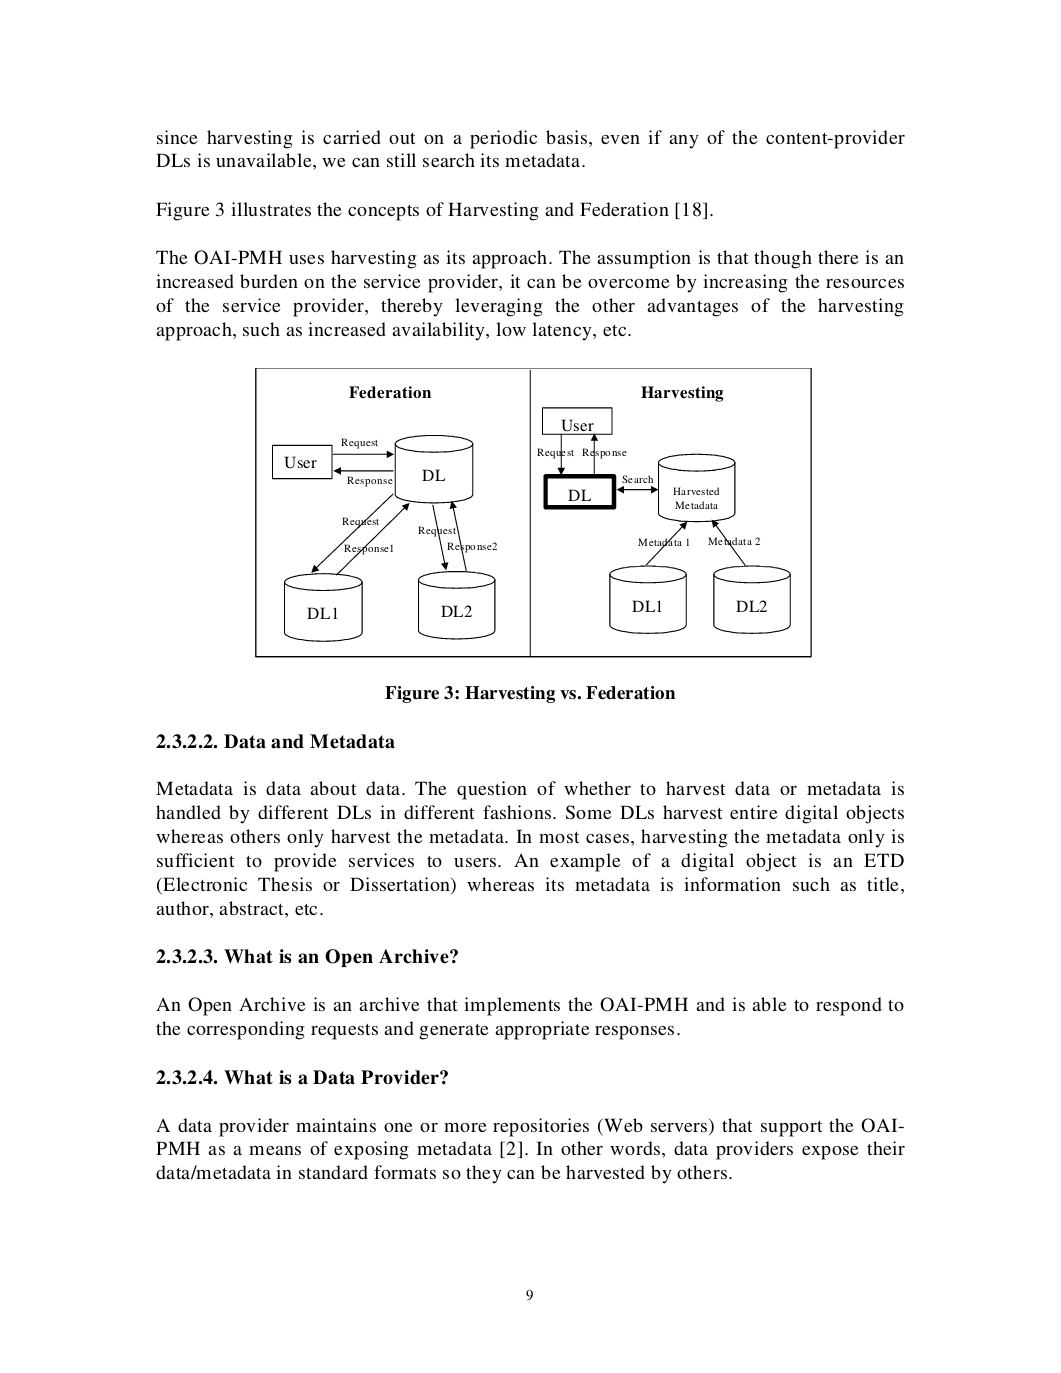 since harvesting is carried out on a periodic basis, even if any of the content-provider
DLs is unavailable, we can still search its metadata.
Figure 3 illustrates the concepts of Harvesting and Federation [18].
The OAI-PMH uses harvesting as its approach. The assumption is that though there is an
increased burden on the service provider, it can be overcome by increasing the resources
of the service provider, thereby leveraging the other advantages of the harvesting
approach, such as increased availability, low latency, etc.
Federation
User
Request
Response
DL
Request
Response1
Request
Response2
DL1
DL2
Harvesting
User
Request Response
DL
Search
Harvested
Metadata
Metadata 1
Metadata 2
DL1
DL2
Figure 3: Harvesting vs. Federation
2.3.2.2. Data and Metadata
Metadata is data about data. The question of whether to harvest data or metadata is
handled by different DLs in different fashions. Some DLs harvest entire digital objects
whereas others only harvest the metadata. In most cases, harvesting the metadata only is
sufficient to provide services to users. An example of a digital object is an ETD
(Electronic Thesis or Dissertation) whereas its metadata is information such as title,
author, abstract, etc.
2.3.2.3. What is an Open Archive?
An Open Archive is an archive that implements the OAI-PMH and is able to respond to
the corresponding requests and generate appropriate responses.
2.3.2.4. What is a Data Provider?
A data provider maintains one or more repositories (Web servers) that support the OAI-
PMH as a means of exposing metadata [2]. In other words, data providers expose their
data/metadata in standard formats so they can be harvested by others.
9